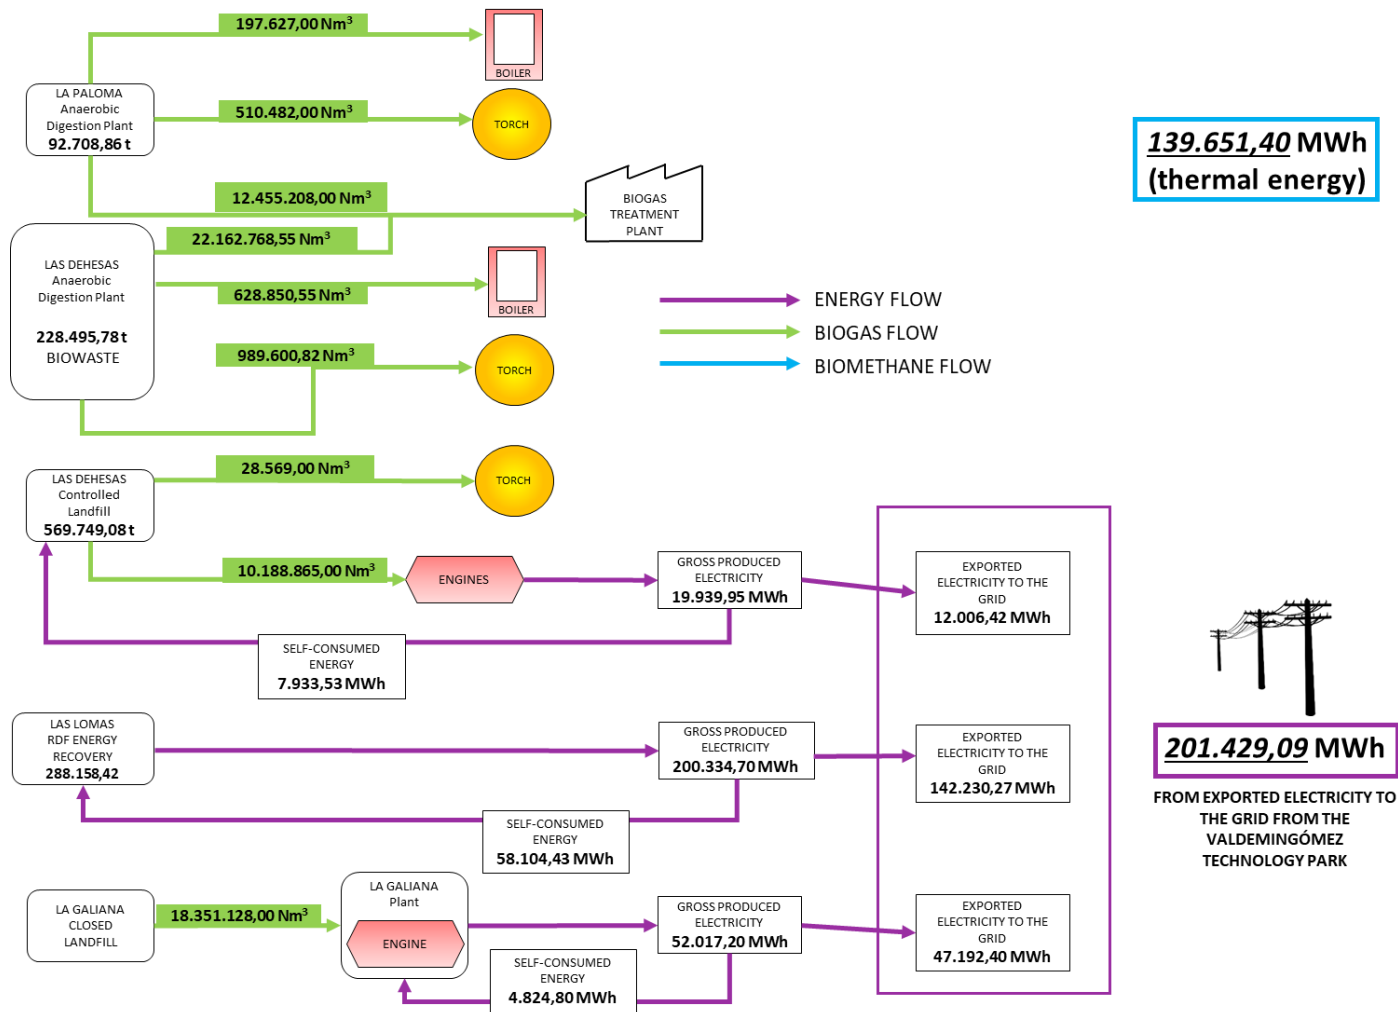 197.627,00 Nm³
BOILER
LA PALOMA
Anaerobic
Digestion Plant
92.708,86 t
510.482,00 Nm³
TORCH
139.651,40 MWh
(thermal energy)
12.455.208,00 Nm³
BIOGAS
TREATMENT
PLANT
22.162.768,55 Nm³
LAS DEHESAS
Anaerobic
Digestion Plant
228.495,78 t
BIOWASTE
628.850,55 Nm³
BOILER
989.600,82 Nm³
TORCH
ENERGY FLOW
BIOGAS FLOW
BIOMETHANE FLOW
28.569,00 Nm³
TORCH
LAS DEHESAS
Controlled
Landfill
569.749,08 t
10.188.865,00 Nm³
ENGINES
GROSS PRODUCED
ELECTRICITY
19.939,95 MWh
EXPORTED
ELECTRICITY TO THE
GRID
12.006,42 MWh
SELF-CONSUMED
ENERGY
7.933,53 MWh
LAS LOMAS
RDF ENERGY
RECOVERY
288.158,42
GROSS PRODUCED
ELECTRICITY
200.334,70 MWh
EXPORTED
ELECTRICITY TO THE
GRID
142.230,27 MWh
201.429,09 MWh
FROM EXPORTED ELECTRICITY TO
THE GRID FROM THE
VALDEMINGÓMEZ
TECHNOLOGY PARK
SELF-CONSUMED
ENERGY
58.104,43 MWh
LA GALIANA
CLOSED
LANDFILL
18.351.128,00 Nm³
LA GALIANA
Plant
ENGINE
GROSS PRODUCED
ELECTRICITY
52.017,20 MWh
EXPORTED
ELECTRICITY TO THE
GRID
47.192,40 MWh
SELF-CONSUMED
ENERGY
4.824,80 MWh